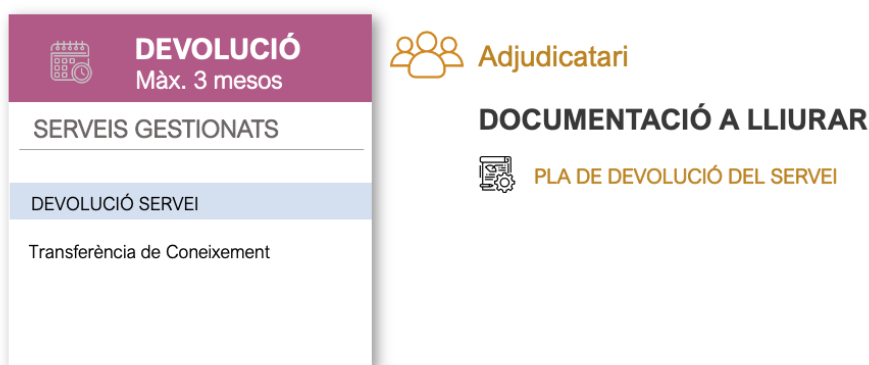 DEVOLUCIÓ
Màx. 3 mesos
SERVEIS GESTIONATS
DEVOLUCIÓ SERVEI
Transferència de Coneixement
Adjudicatari
DOCUMENTACIÓ A LLIURAR
PLA DE DEVOLUCIÓ DEL SERVEI